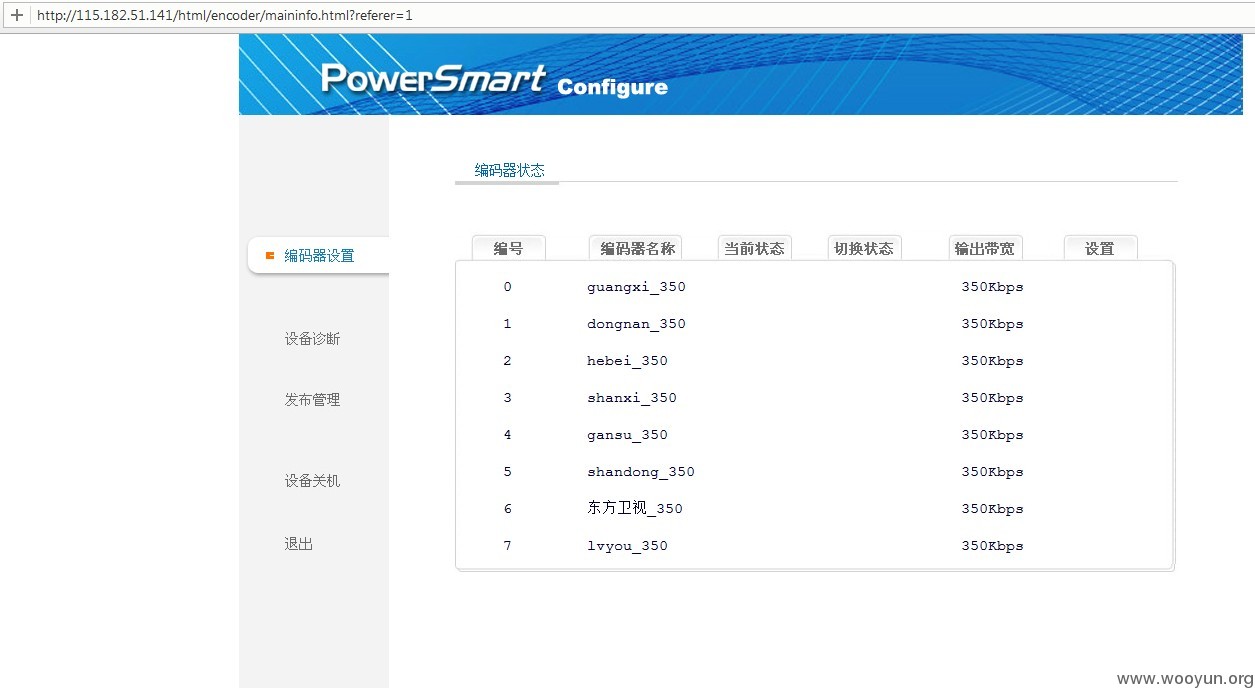 http://115.182.51.141/html/encoder/maininfo.html?referer=1
PowerSmart Configure
编码器状态
编码器设置
设备诊断
发布管理
设备关机
退出
编号 编码器名称 当前状态 切换状态 输出带宽 设置
0 guangxi_350 350Kbps
1 dongnan_350 350Kbps
2 hebei_350 350Kbps
3 shanxi_350 350Kbps
4 gansu_350 350Kbps
5 shandong_350 350Kbps
6 东方卫视_350 350Kbps
7 lvyou_350 350Kbps
www.wooyun.org